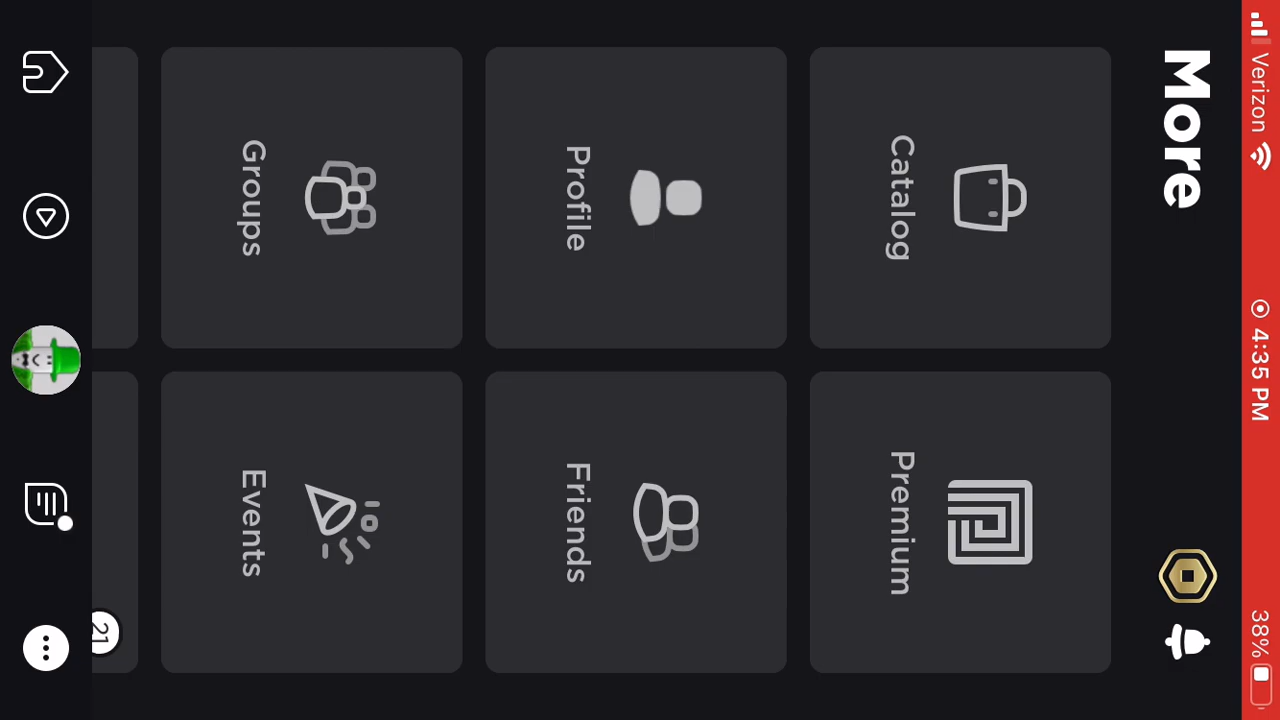 Verizon 4:35 PM 38%
More
Catalog Premium
Profile Friends
Groups Events
21